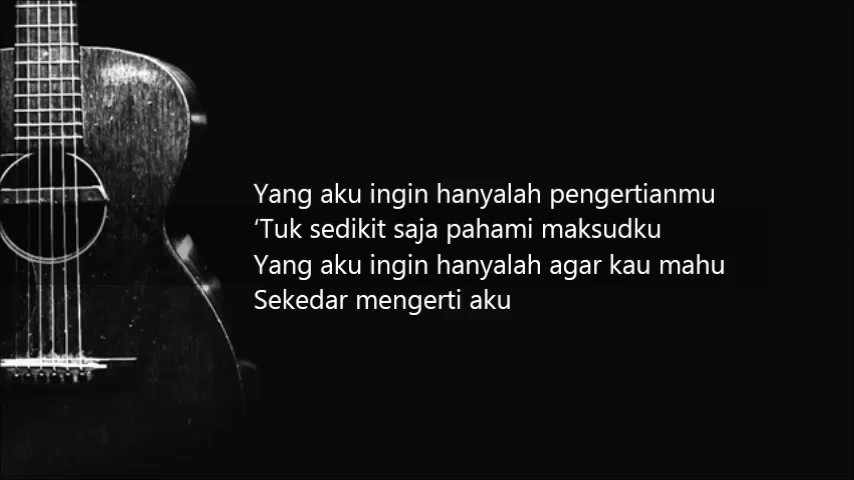 Yang aku ingin hanyalah pengertianmu
‘Tuk sedikit saja pahami maksudku
Yang aku ingin hanyalah agar kau mahu
Sekedar mengerti aku